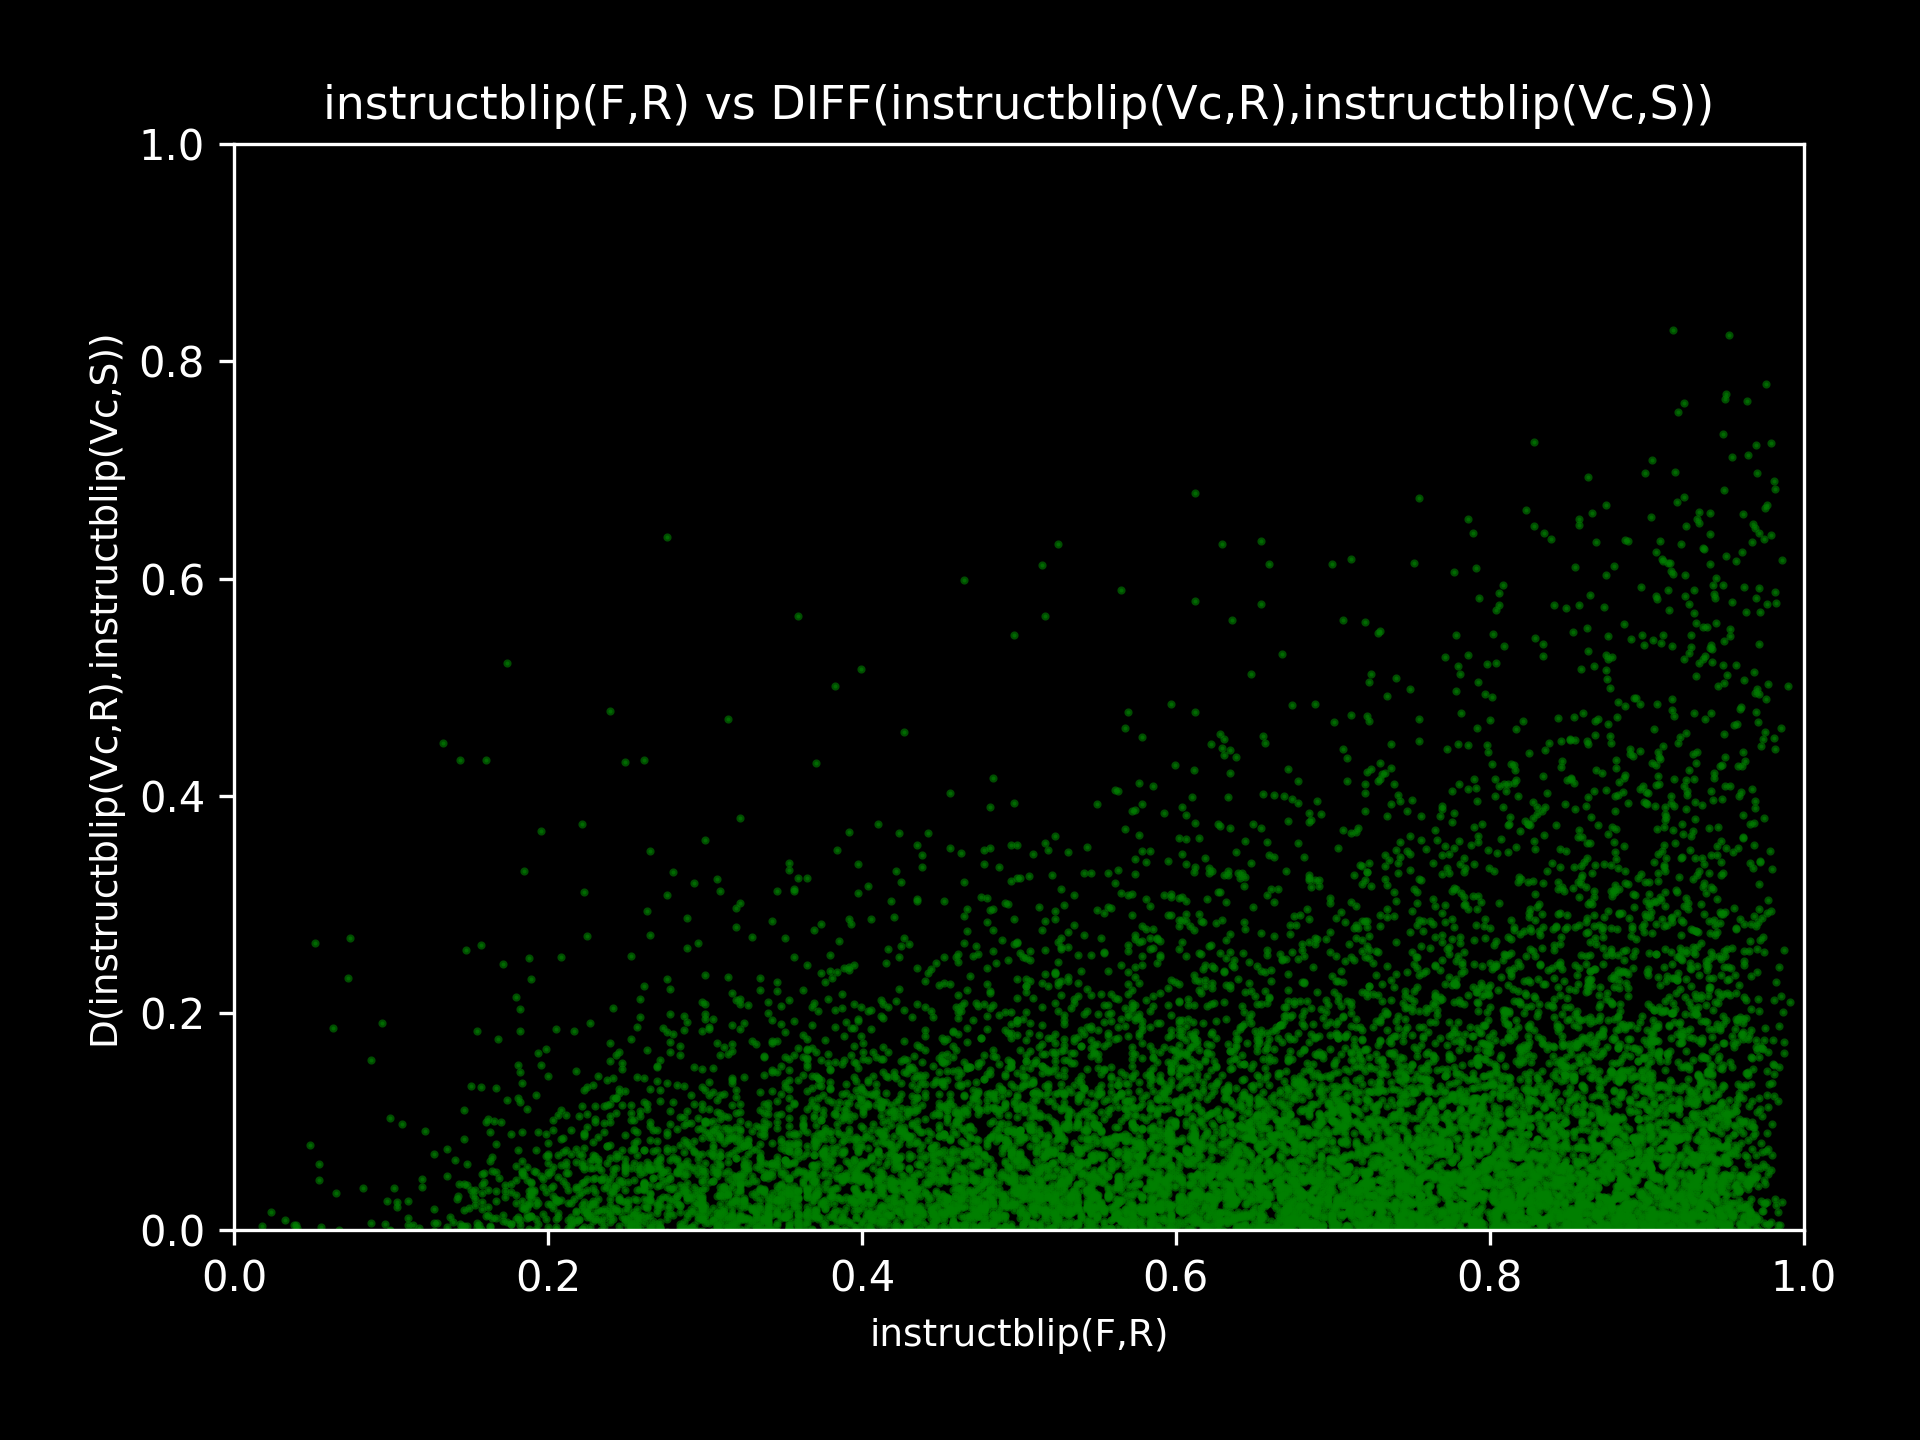 instructblip(F,R) vs DIFF(instructblip(Vc,R),instructblip(Vc,S))
D(instructblip(Vc,R),instructblip(Vc,S))
1.0
0.8
0.6
0.4
0.2
0.0
0.0 0.2 0.4 0.6 0.8 1.0
instructblip(F,R)